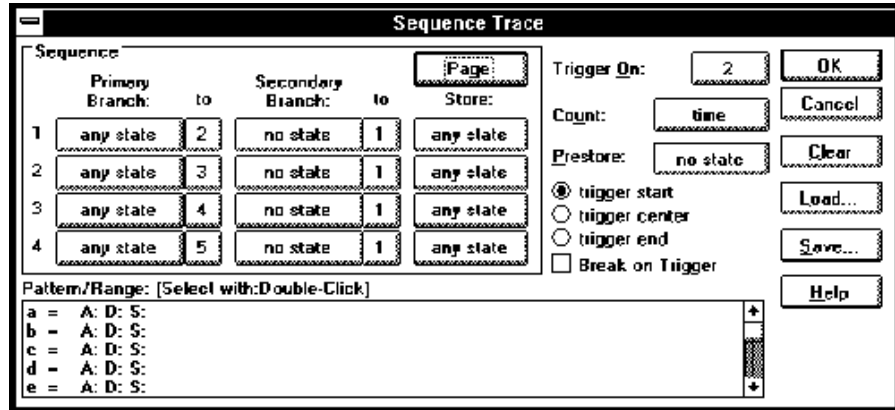 Sequence Trace
Sequence
Page
Primary Branch: to Secondary Branch: to Store:
1 any state 2 no state 1 any state
2 any state 3 no state 1 any state
3 any state 4 no state 1 any state
4 any state 5 no state 1 any state
Trigger On: 2
Count: time
Prestore: no state
trigger start
trigger center
trigger end
Break on Trigger
OK
Cancel
Clear
Load...
Save...
Help
Pattern/Range: [Select with:Double-Click]
a = A: D: S:
b = A: D: S:
c = A: D: S:
d = A: D: S:
e = A: D: S: